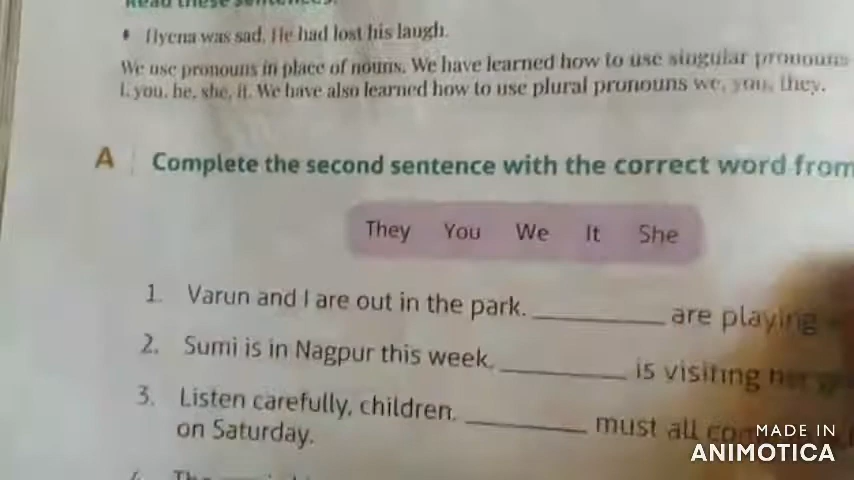 Read these sentences.
• Hyena was sad. He had lost his laugh.
We use pronouns in place of nouns. We have learned how to use singular pronouns
I, you, he, she, it. We have also learned how to use plural pronouns we, you, they.
A Complete the second sentence with the correct word from
They You We It She
1. Varun and I are out in the park. ________ are playing
2. Sumi is in Nagpur this week. ________ is visiting her
3. Listen carefully, children. ________ must all
on Saturday.
MADE IN
ANIMOTICA